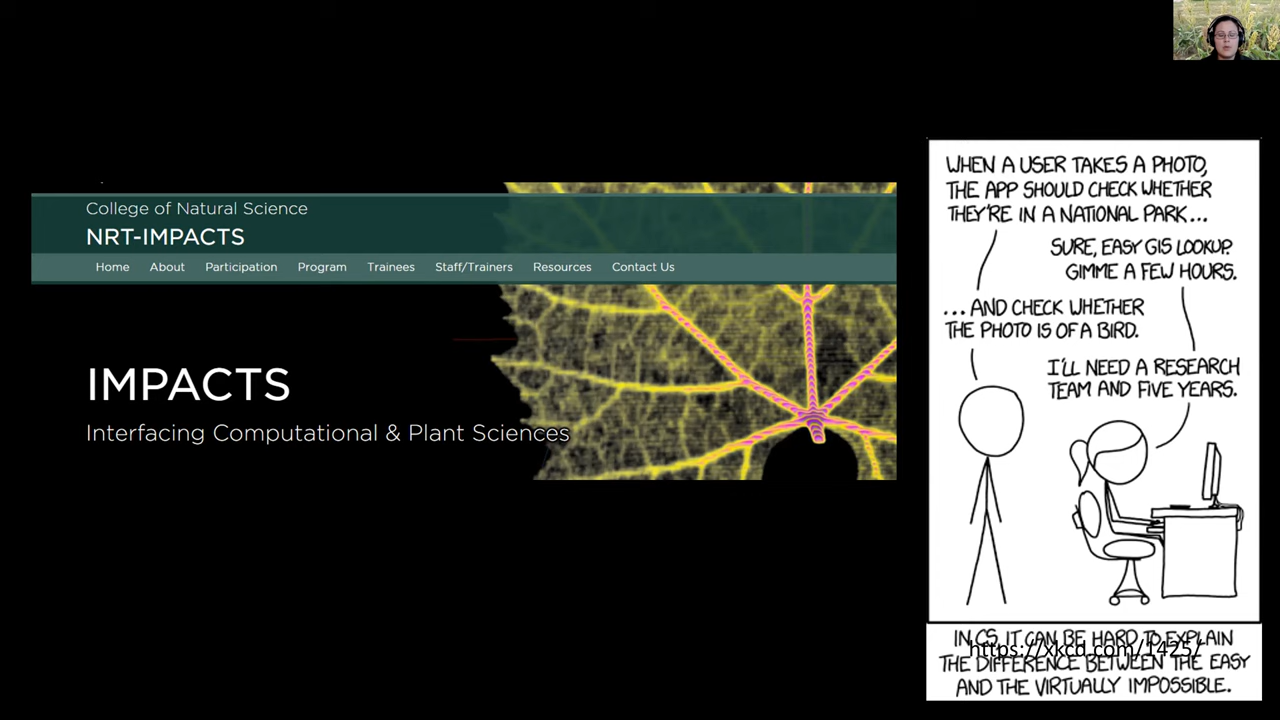 College of Natural Science
NRT-IMPACTS
Home About Participation Program Trainees Staff/Trainers Resources Contact Us
IMPACTS
Interfacing Computational & Plant Sciences
WHEN A USER TAKES A PHOTO,
THE APP SHOULD CHECK WHETHER
THEY'RE IN A NATIONAL PARK...
SURE, EASY GIS LOOKUP.
GIMME A FEW HOURS.
...AND CHECK WHETHER
THE PHOTO IS OF A BIRD.
I'LL NEED A RESEARCH
TEAM AND FIVE YEARS.
IN CS, IT CAN BE HARD TO EXPLAIN
https://xkcd.com/1425/
THE DIFFERENCE BETWEEN THE EASY
AND THE VIRTUALLY IMPOSSIBLE.